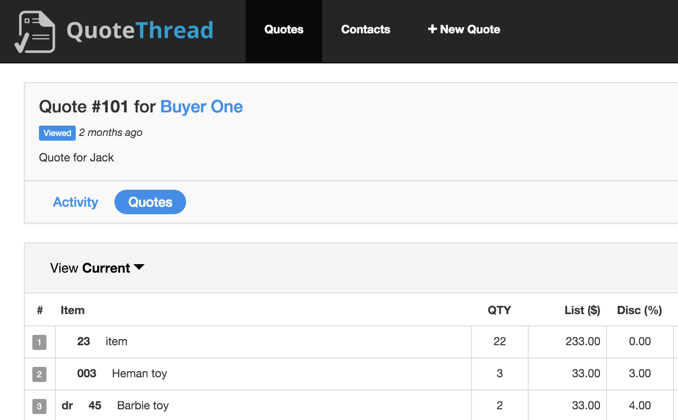 QuoteThread Quotes Contacts + New Quote
Quote #101 for Buyer One
Viewed 2 months ago
Quote for Jack
Activity Quotes
View Current
# Item QTY List ($) Disc (%)
1 23 item 22 233.00 0.00
2 003 Heman toy 3 33.00 3.00
3 dr 45 Barbie toy 2 33.00 4.00